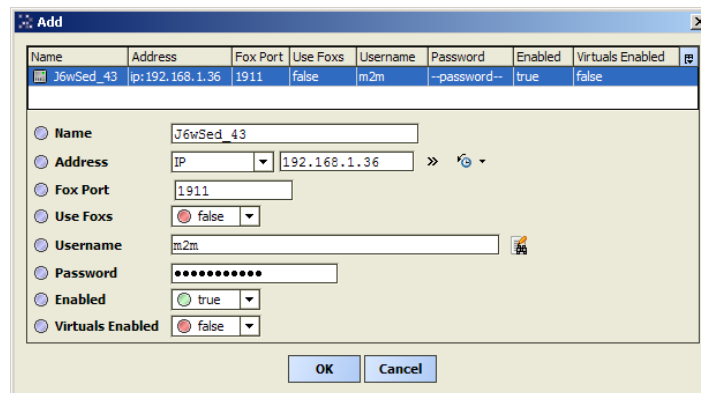 Add
Name Address Fox Port Use Foxs Username Password Enabled Virtuals Enabled
J6wSed_43 ip:192.168.1.36 1911 false m2m --password-- true false
Name J6wSed_43
Address IP 192.168.1.36 »
Fox Port 1911
Use Foxs false
Username m2m
Password •••••••••••
Enabled true
Virtuals Enabled false
OK Cancel